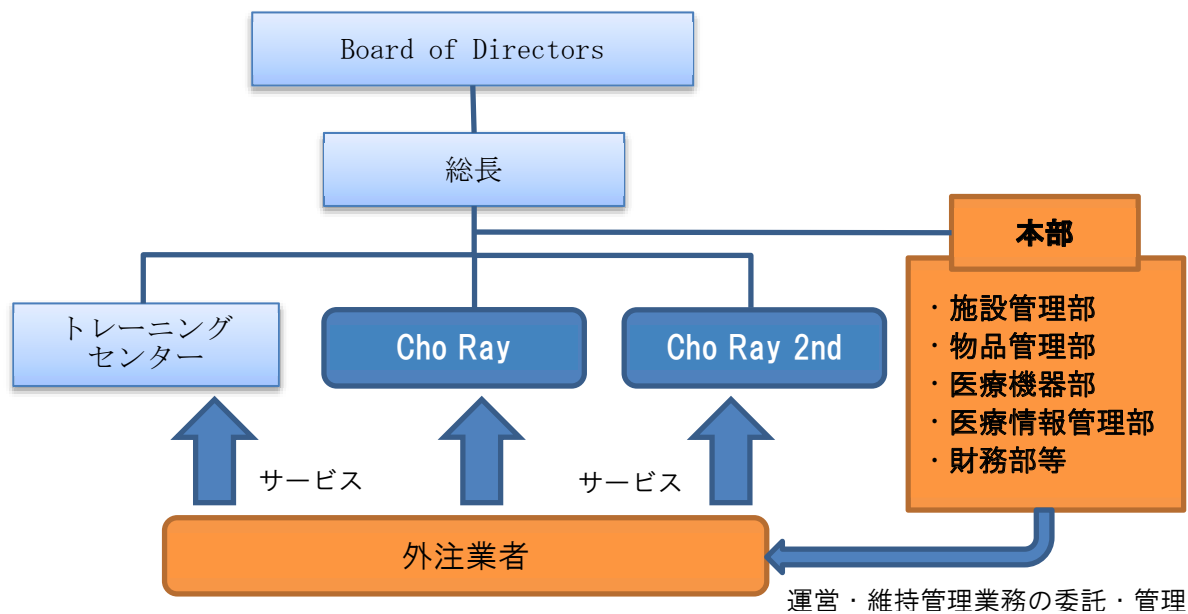 Board of Directors
総長
本部
トレーニング
センター
Cho Ray
Cho Ray 2nd
・施設管理部
・物品管理部
・医療機器部
・医療情報管理部
・財務部等
サービス
サービス
外注業者
運営・維持管理業務の委託・管理